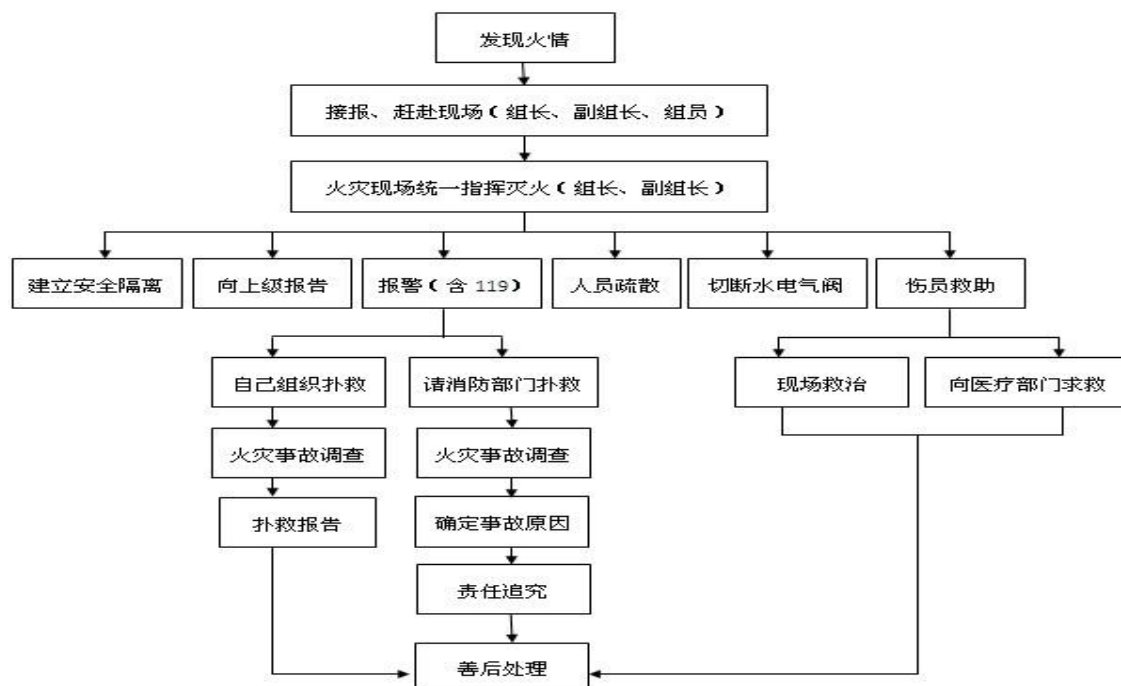 发现火情
接报、赶赴现场（组长、副组长、组员）
火灾现场统一指挥灭火（组长、副组长）
建立安全隔离
向上级报告
报警（含 119）
人员疏散
切断水电气阀
伤员救助
自己组织扑救
请消防部门扑救
现场救治
向医疗部门求救
火灾事故调查
火灾事故调查
扑救报告
确定事故原因
责任追究
善后处理